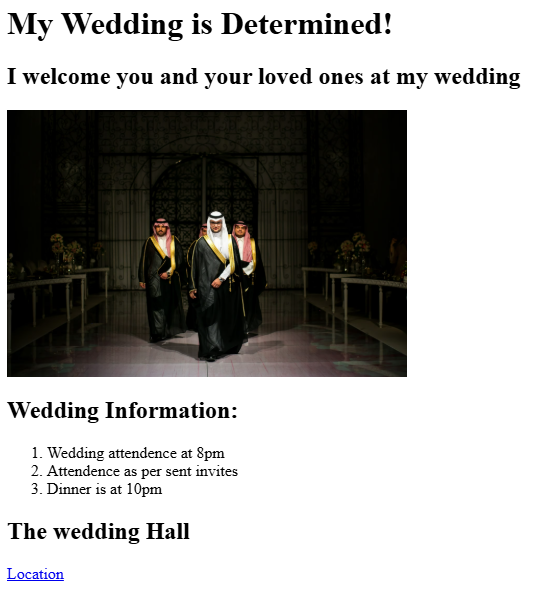 My Wedding is Determined!
I welcome you and your loved ones at my wedding
Wedding Information:
1. Wedding attendence at 8pm
2. Attendence as per sent invites
3. Dinner is at 10pm
The wedding Hall
Location